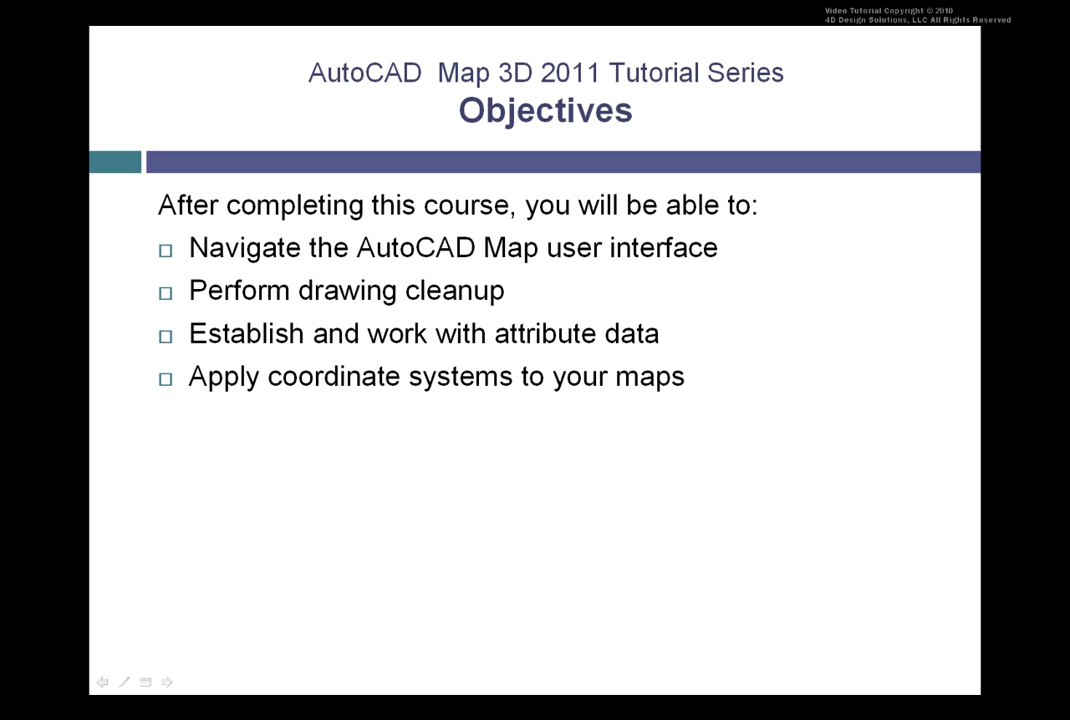 Video Tutorial Copyright © 2010
4D Design Solutions, LLC All Rights Reserved
AutoCAD Map 3D 2011 Tutorial Series
Objectives
After completing this course, you will be able to:
Navigate the AutoCAD Map user interface
Perform drawing cleanup
Establish and work with attribute data
Apply coordinate systems to your maps